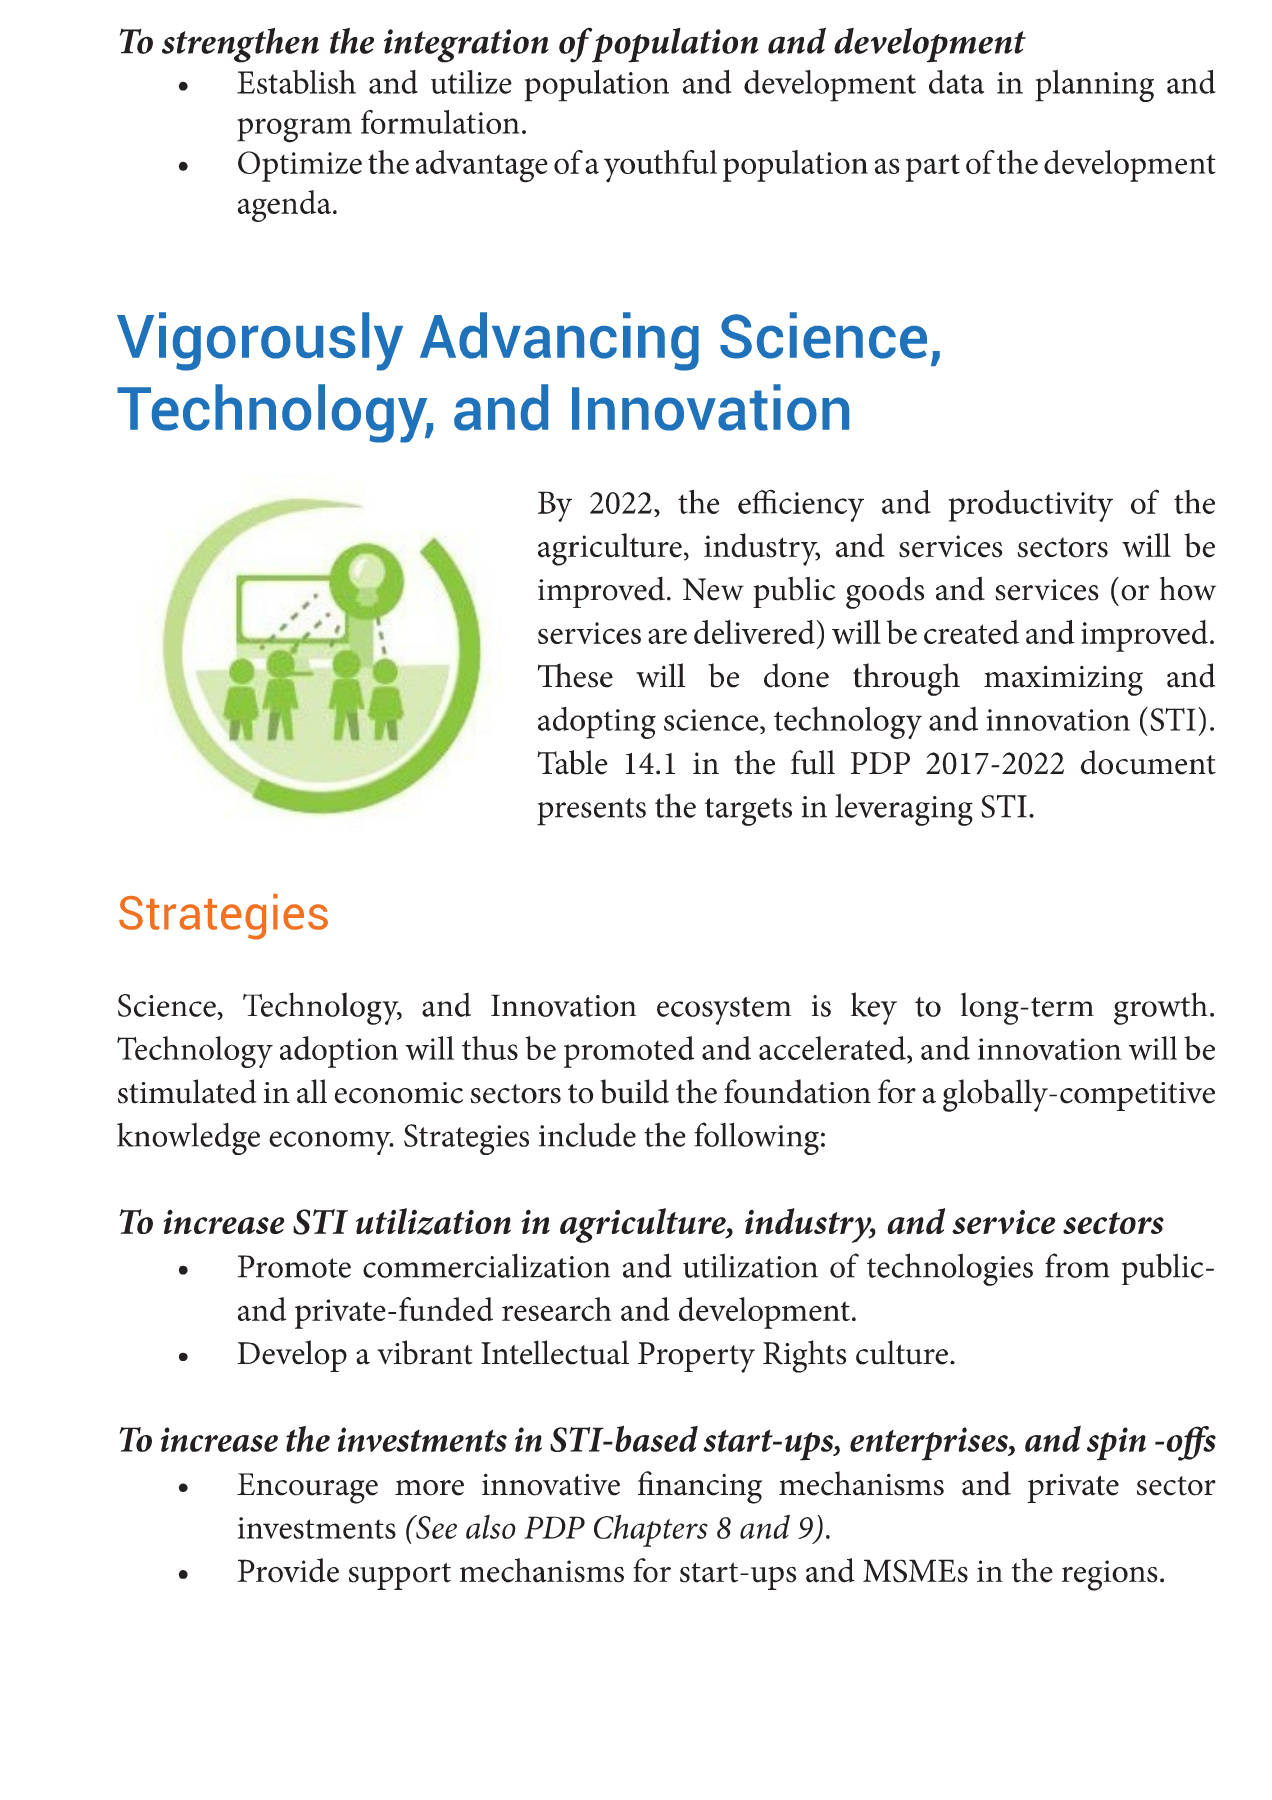 To strengthen the integration of population and development
• Establish and utilize population and development data in planning and
program formulation.
• Optimize the advantage of a youthful population as part of the development
agenda.
Vigorously Advancing Science,
Technology, and Innovation
By 2022, the efficiency and productivity of the
agriculture, industry, and services sectors will be
improved. New public goods and services (or how
services are delivered) will be created and improved.
These will be done through maximizing and
adopting science, technology and innovation (STI).
Table 14.1 in the full PDP 2017-2022 document
presents the targets in leveraging STI.
Strategies
Science, Technology, and Innovation ecosystem is key to long-term growth.
Technology adoption will thus be promoted and accelerated, and innovation will be
stimulated in all economic sectors to build the foundation for a globally-competitive
knowledge economy. Strategies include the following:
To increase STI utilization in agriculture, industry, and service sectors
• Promote commercialization and utilization of technologies from public-
and private-funded research and development.
• Develop a vibrant Intellectual Property Rights culture.
To increase the investments in STI-based start-ups, enterprises, and spin -offs
• Encourage more innovative financing mechanisms and private sector
investments (See also PDP Chapters 8 and 9).
• Provide support mechanisms for start-ups and MSMEs in the regions.